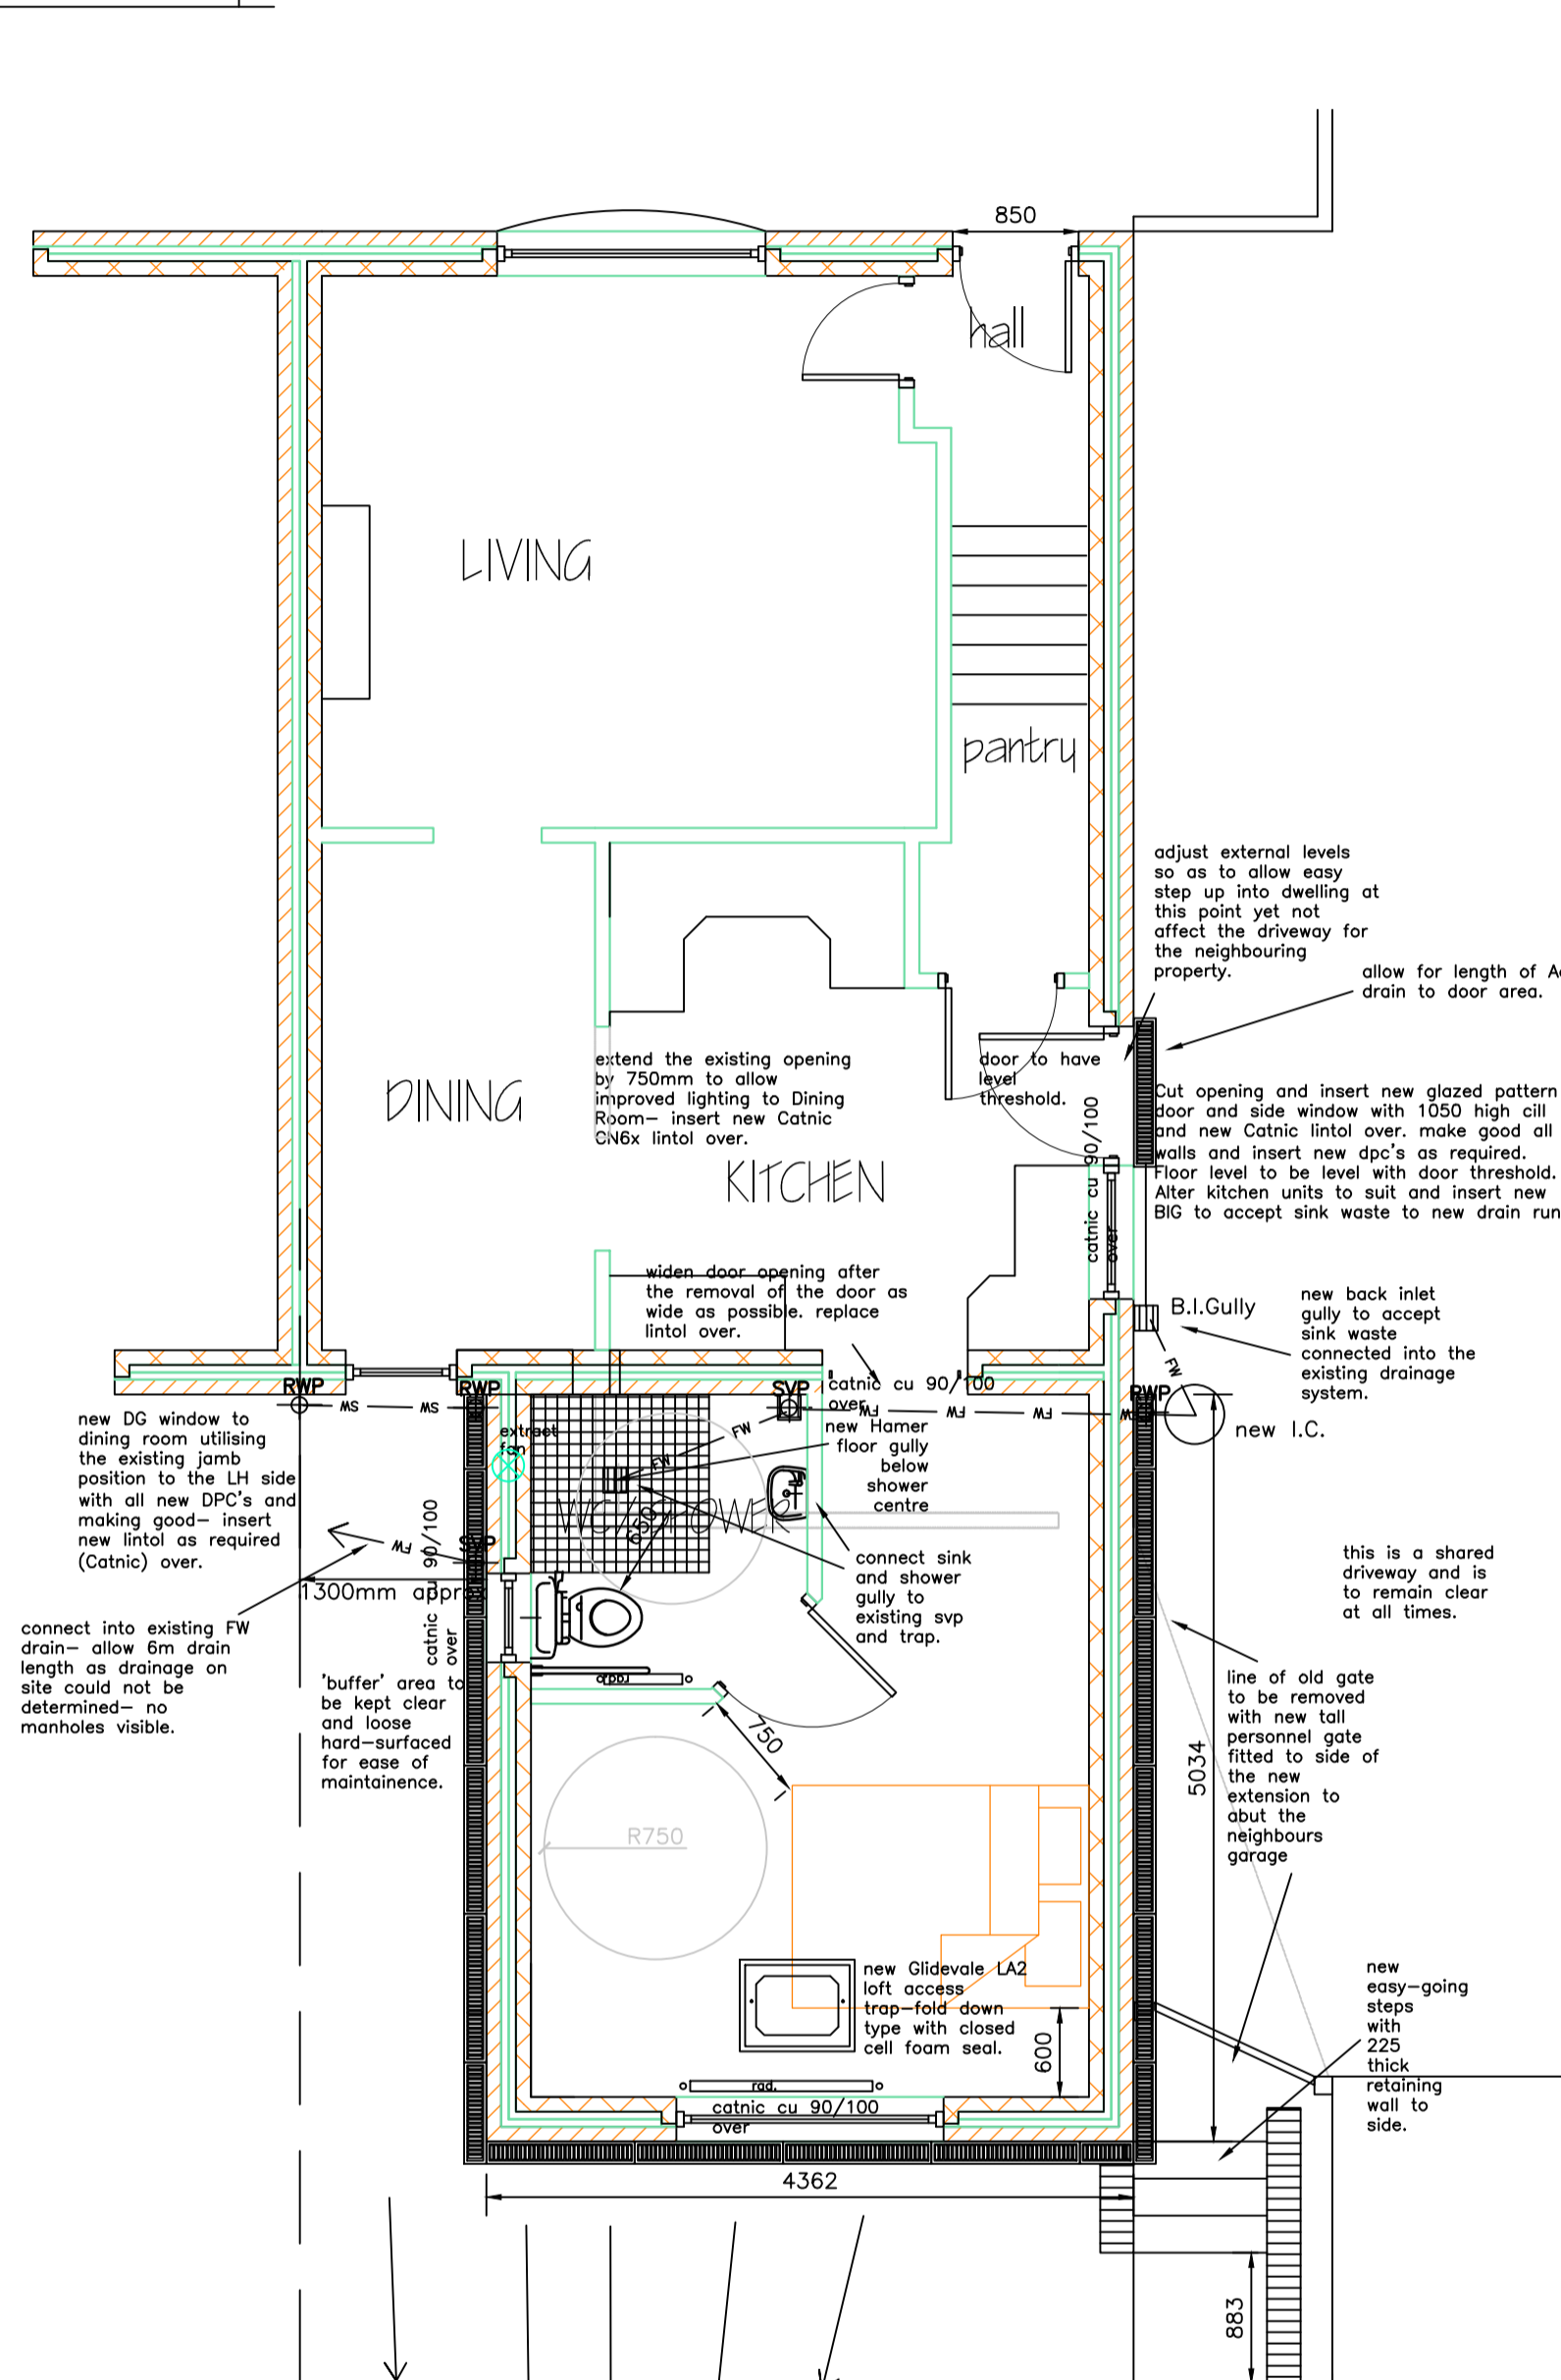 850
hall
LIVING
pantry
adjust external levels
so as to allow easy
step up into dwelling at
this point yet not
affect the driveway for
the neighbouring
property.
allow for length of
drain to door area.
DINING
extend the existing opening
by 750mm to allow
improved lighting to Dining
Room- insert new Catnic
CN6x lintol over.
door to have
level
threshold.
catnic cu 90/100
over
Cut opening and insert new glazed pattern
door and side window with 1050 high cill
and new Catnic lintol over. make good all
walls and insert new dpc's as required.
Floor level to be level with door threshold.
Alter kitchen units to suit and insert new
BIG to accept sink waste to new drain run
KITCHEN
widen door opening after
the removal of the door as
wide as possible. replace
lintol over.
B.I.Gully
new back inlet
gully to accept
sink waste
connected into the
existing drainage
system.
FW
RWP
RWP
SVP
catnic cu 90/100
over
RWP
SW
SW
FW
FW
FW
FW
new I.C.
new DG window to
dining room utilising
the existing jamb
position to the LH side
with all new DPC's and
making good- insert
new lintol as required
(Catnic) over.
extract
fan
FW
FW
new Hamer
floor gully
below
shower
centre
WC/SHOWER
650
SVP
FW
catnic cu 90/100
over
1300mm approx
connect sink
and shower
gully to
existing svp
and trap.
this is a shared
driveway and is
to remain clear
at all times.
connect into existing FW
drain- allow 6m drain
length as drainage on
site could not be
determined- no
manholes visible.
'buffer' area to
be kept clear
and loose
hard-surfaced
for ease of
maintainence.
rad.
750
line of old gate
to be removed
with new tall
personnel gate
fitted to side of
the new
extension to
abut the
neighbours
garage
5034
R750
new Glidevale LA2
loft access
trap-fold down
type with closed
cell foam seal.
600
new
easy-going
steps
with
225
thick
retaining
wall to
side.
rad.
catnic cu 90/100
over
4362
883